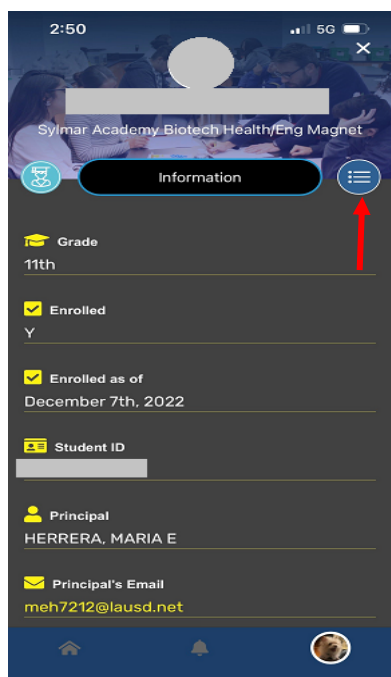 2:50
5G
Sylmar Academy Biotech Health/Eng Magnet
Information
Grade
11th
Enrolled
Y
Enrolled as of
December 7th, 2022
Student ID
Principal
HERRERA, MARIA E
Principal's Email
meh7212@lausd.net